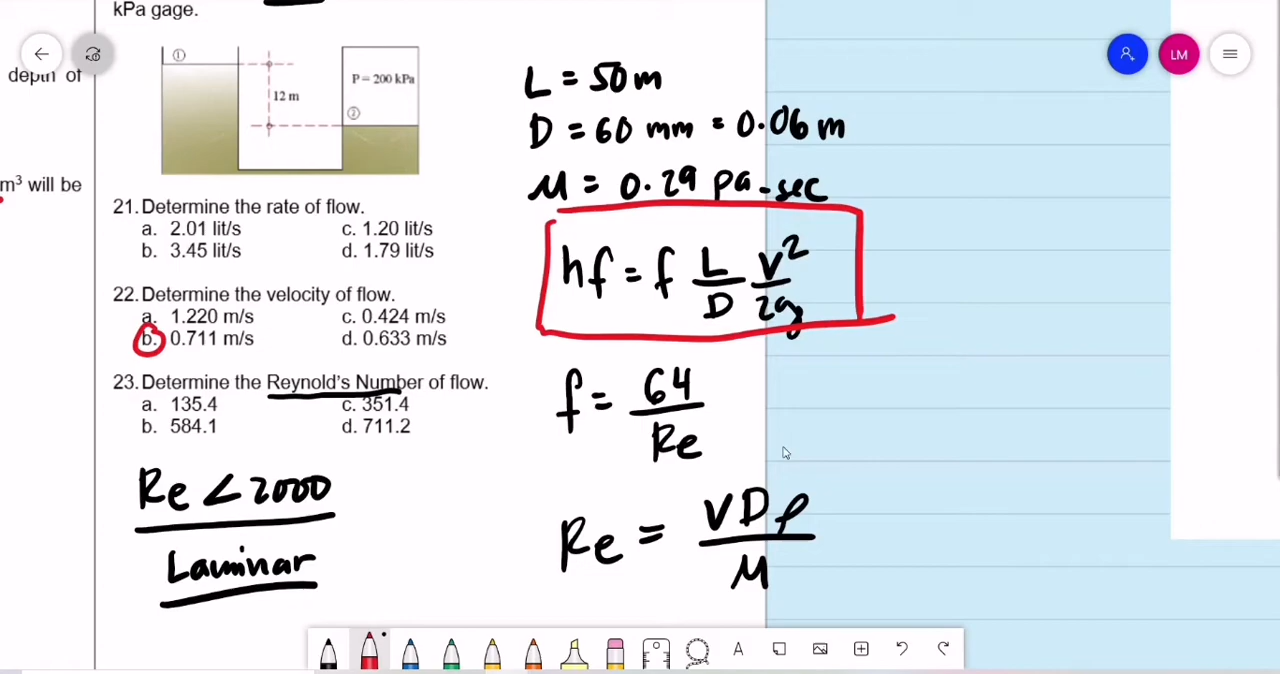 kPa gage.
depth of
m³ will be
①
12 m
P = 200 kPa
②
21. Determine the rate of flow.
a. 2.01 lit/s c. 1.20 lit/s
b. 3.45 lit/s d. 1.79 lit/s
22. Determine the velocity of flow.
a. 1.220 m/s c. 0.424 m/s
b. 0.711 m/s d. 0.633 m/s
23. Determine the Reynold's Number of flow.
a. 135.4 c. 351.4
b. 584.1 d. 711.2
Re < 2000
Laminar
L = 50 m
D = 60 mm = 0.06 m
μ = 0.29 pa-sec
hf = f L/D v²/2g
f = 64/Re
Re = VDρ/μ
LM
A